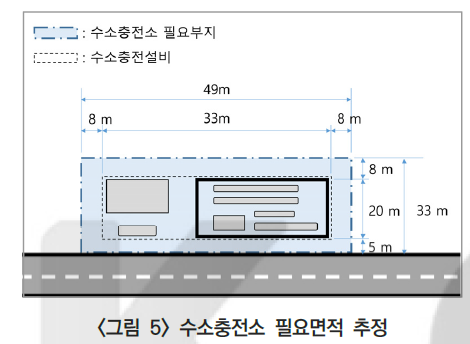 : 수소충전소 필요부지
: 수소충전설비
49m
8 m 33m 8 m
8 m
20 m 33 m
5 m
<그림 5> 수소충전소 필요면적 추정